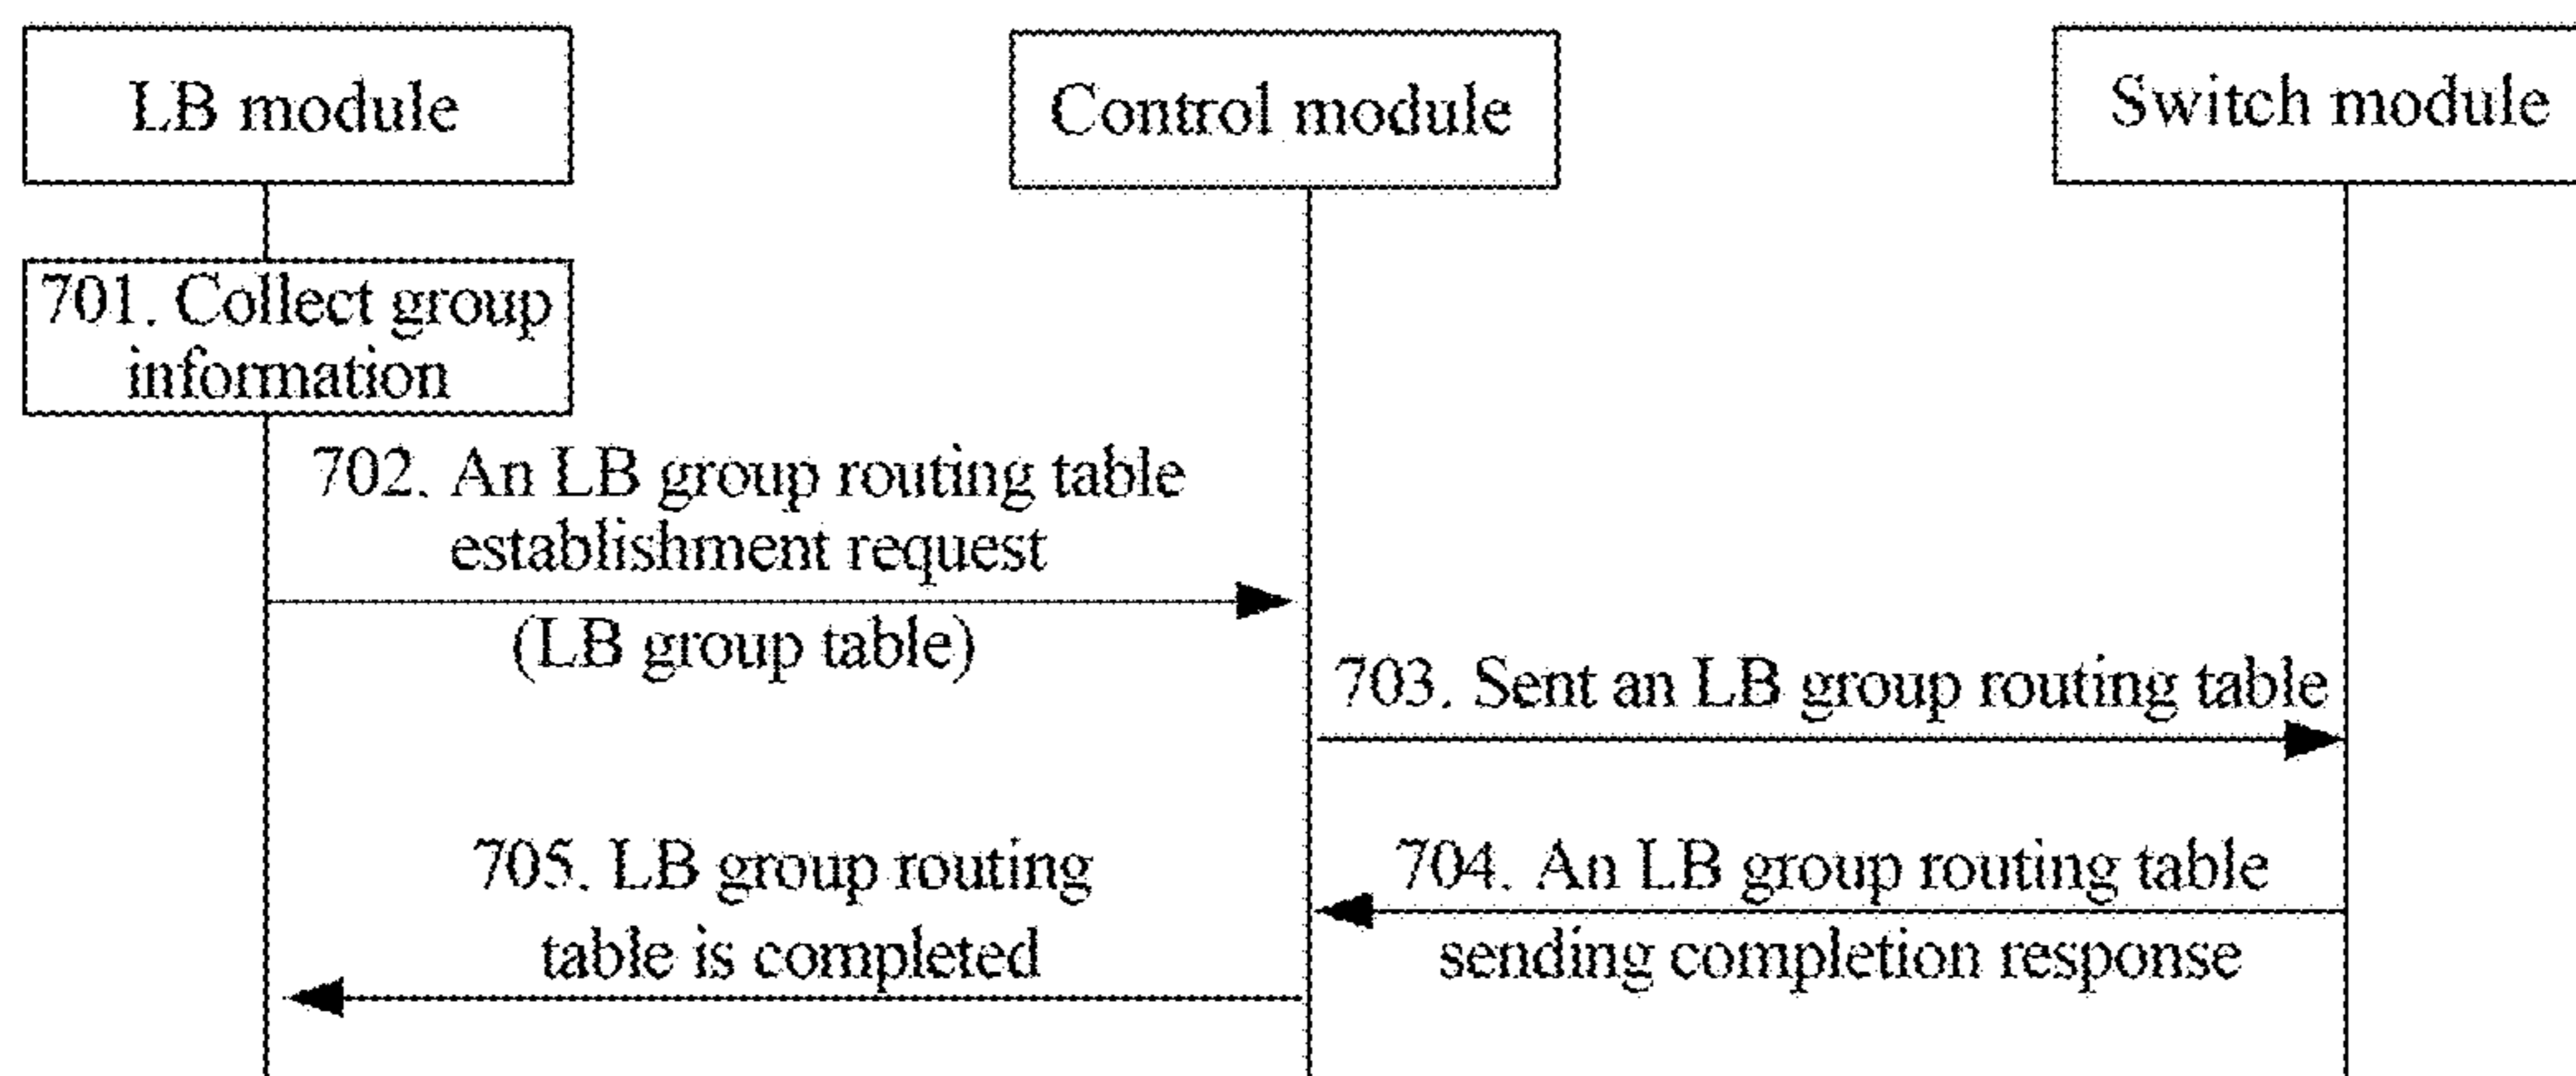 LB module
Control module
Switch module
701. Collect group
information
702. An LB group routing table
establishment request
(LB group table)
703. Sent an LB group routing table
704. An LB group routing table
sending completion response
705. LB group routing
table is completed